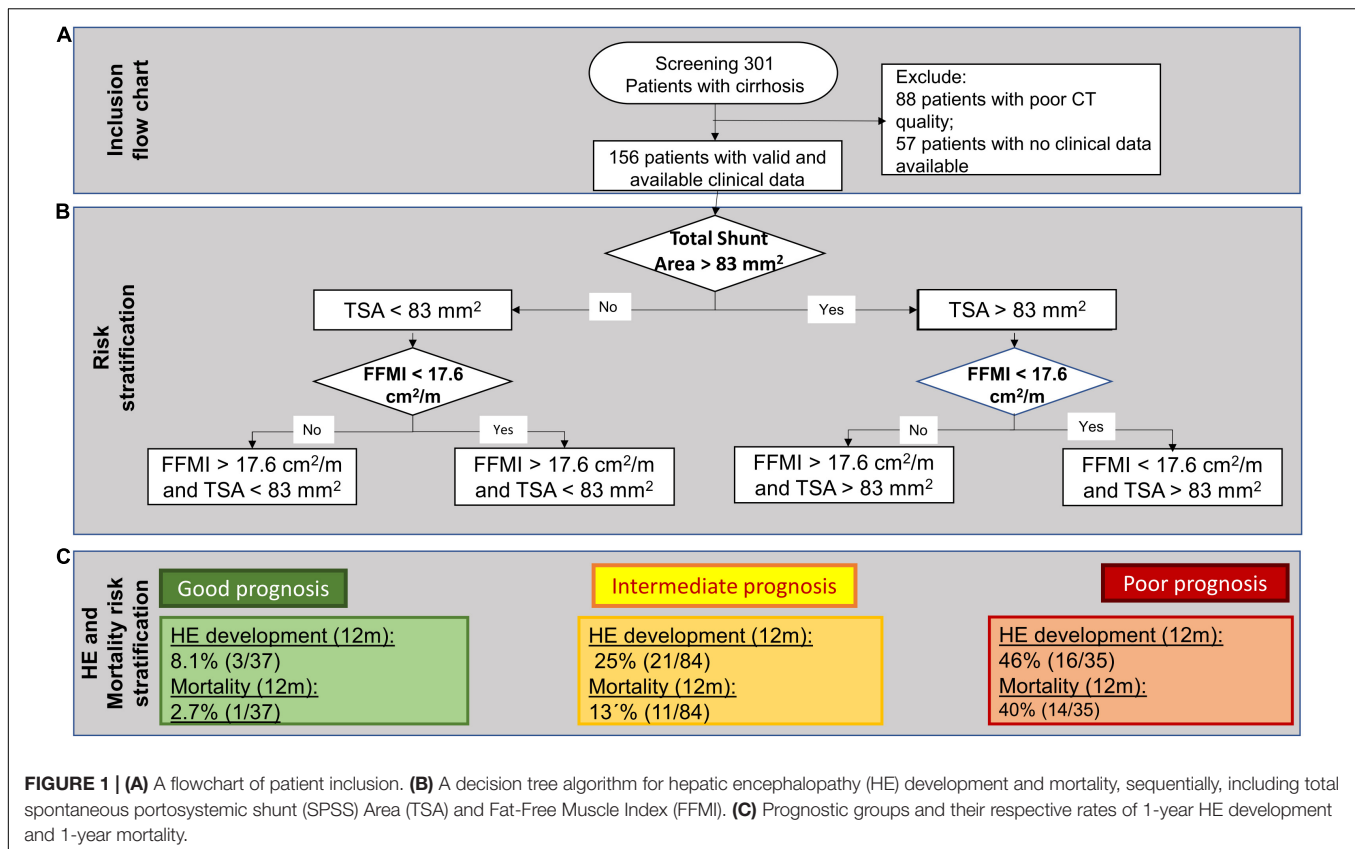 A
Inclusion
flow chart
Screening 301
Patients with cirrhosis
Exclude:
88 patients with poor CT
quality;
57 patients with no clinical data
available
156 patients with valid and
available clinical data
B
Risk
stratification
Total Shunt
Area > 83 mm²
No
Yes
TSA < 83 mm²
TSA > 83 mm²
FFMI < 17.6
cm²/m
FFMI < 17.6
cm²/m
No
Yes
No
Yes
FFMI > 17.6 cm²/m
and TSA < 83 mm²
FFMI > 17.6 cm²/m
and TSA < 83 mm²
FFMI > 17.6 cm²/m
and TSA > 83 mm²
FFMI < 17.6 cm²/m
and TSA > 83 mm²
C
HE and
Mortality risk
stratification
Good prognosis
HE development (12m):
8.1% (3/37)
Mortality (12m):
2.7% (1/37)
Intermediate prognosis
HE development (12m):
25% (21/84)
Mortality (12m):
13´% (11/84)
Poor prognosis
HE development (12m):
46% (16/35)
Mortality (12m):
40% (14/35)
FIGURE 1 | (A) A flowchart of patient inclusion. (B) A decision tree algorithm for hepatic encephalopathy (HE) development and mortality, sequentially, including total
spontaneous portosystemic shunt (SPSS) Area (TSA) and Fat-Free Muscle Index (FFMI). (C) Prognostic groups and their respective rates of 1-year HE development
and 1-year mortality.